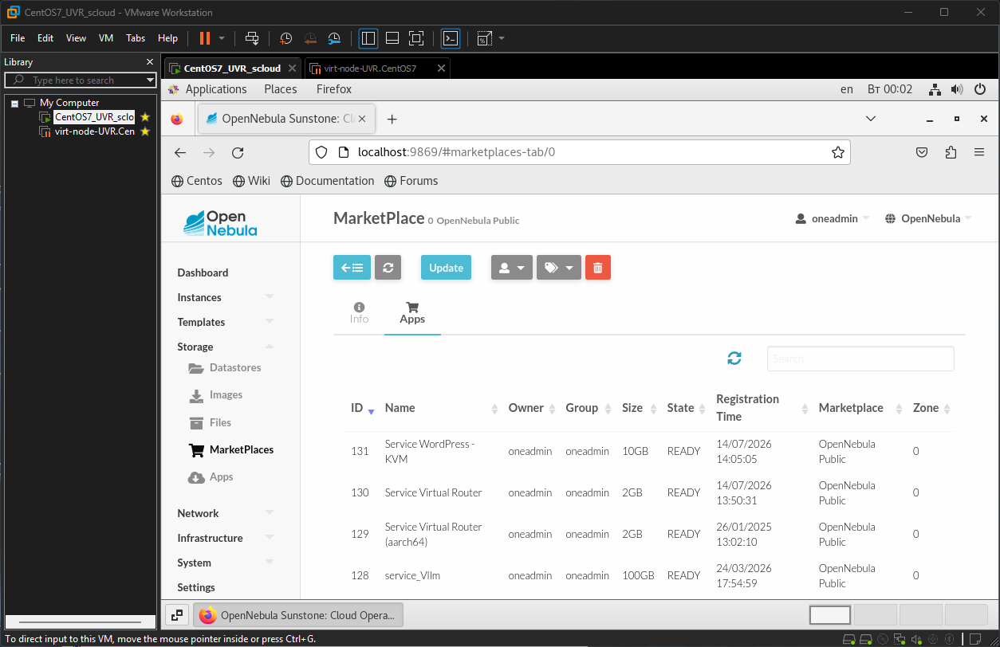 CentOS7_UVR_scloud - VMware Workstation
File Edit View VM Tabs Help
Library
Type here to search
My Computer
CentOS7_UVR_sclo
virt-node-UVR.Cen
CentOS7_UVR_scloud
virt-node-UVR.CentOS7
Applications Places Firefox
en Вт 00:02
OpenNebula Sunstone: Cl
localhost:9869/#marketplaces-tab/0
Centos Wiki Documentation Forums
Open
Nebula
MarketPlace 0 OpenNebula Public
oneadmin OpenNebula
Dashboard
Instances
Templates
Storage
Datastores
Images
Files
MarketPlaces
Apps
Network
Infrastructure
System
Settings
Update
Info
Apps
Search
ID Name Owner Group Size State Registration Time Marketplace Zone
131 Service WordPress - KVM oneadmin oneadmin 10GB READY 14/07/2026 14:05:05 OpenNebula Public 0
130 Service Virtual Router oneadmin oneadmin 2GB READY 14/07/2026 13:50:31 OpenNebula Public 0
129 Service Virtual Router (aarch64) oneadmin oneadmin 2GB READY 26/01/2025 13:02:10 OpenNebula Public 0
128 service_Vllm oneadmin oneadmin 100GB READY 24/03/2026 17:54:59 OpenNebula Public 0
OpenNebula Sunstone: Cloud Opera...
To direct input to this VM, move the mouse pointer inside or press Ctrl+G.